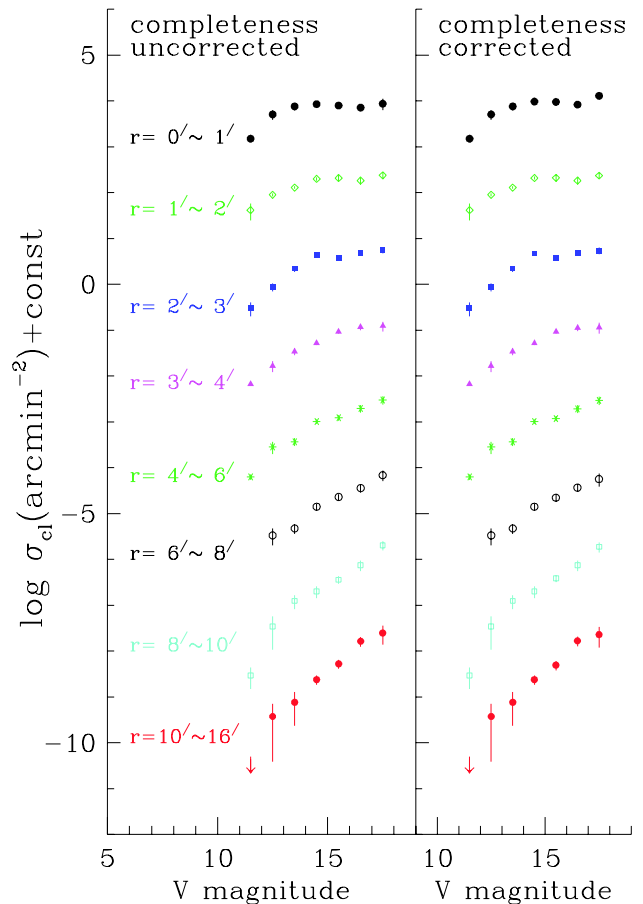 completeness
uncorrected
completeness
corrected
5
0
−5
−10
log σcl(arcmin−2)+const
r= 0′~ 1′
r= 1′~ 2′
r= 2′~ 3′
r= 3′~ 4′
r= 4′~ 6′
r= 6′~ 8′
r= 8′~10′
r=10′~16′
5 10 15 10 15
V magnitude V magnitude